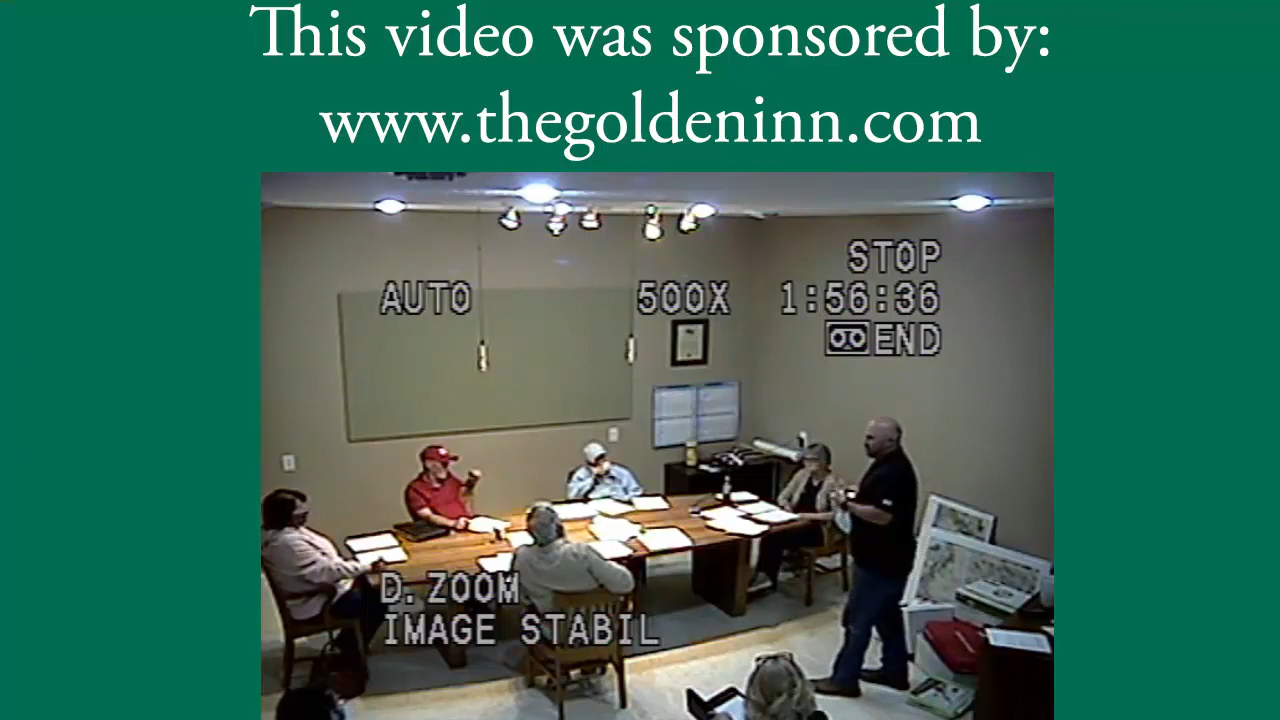 This video was sponsored by:
www.thegoldeninn.com
STOP
AUTO 500X 1:56:36
END
D.ZOOM
IMAGE STABIL